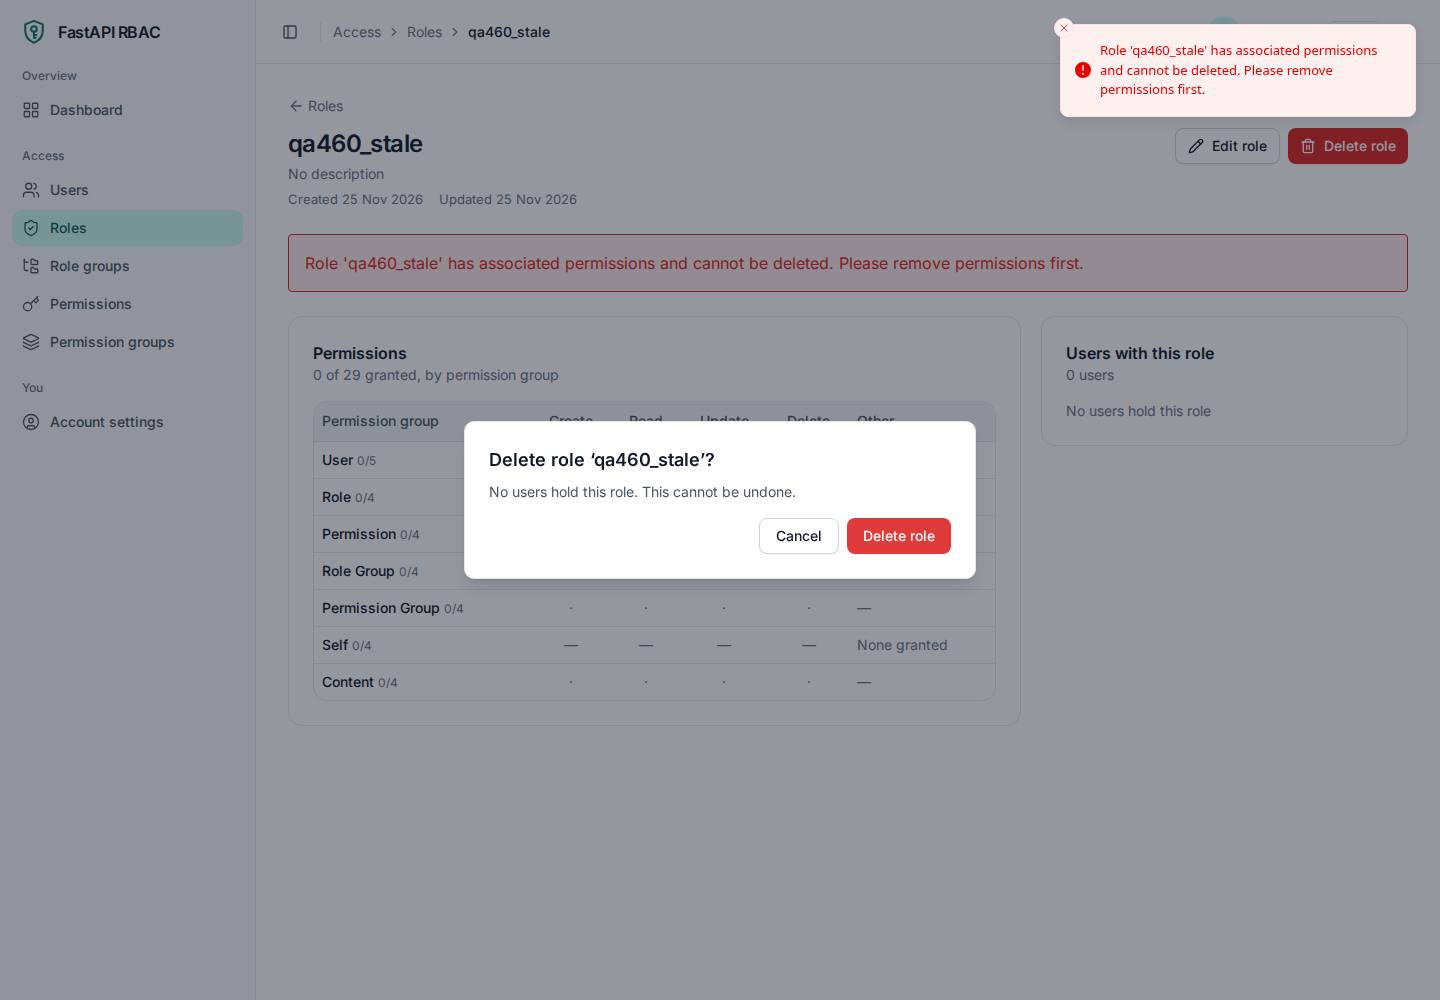 FastAPI RBAC
Overview
Dashboard
Access
Users
Roles
Role groups
Permissions
Permission groups
You
Account settings
Access
Roles
qa460_stale
Role 'qa460_stale' has associated permissions
and cannot be deleted. Please remove
permissions first.
Roles
qa460_stale
No description
Created 25 Nov 2026
Updated 25 Nov 2026
Edit role
Delete role
Role 'qa460_stale' has associated permissions and cannot be deleted. Please remove permissions first.
Permissions
0 of 29 granted, by permission group
Permission group Create Read Update Delete Other
User 0/5
Role 0/4
Permission 0/4
Role Group 0/4
Permission Group 0/4 · · · · —
Self 0/4 — — — — None granted
Content 0/4 · · · · —
Users with this role
0 users
No users hold this role
Delete role ‘qa460_stale’?
No users hold this role. This cannot be undone.
Cancel
Delete role